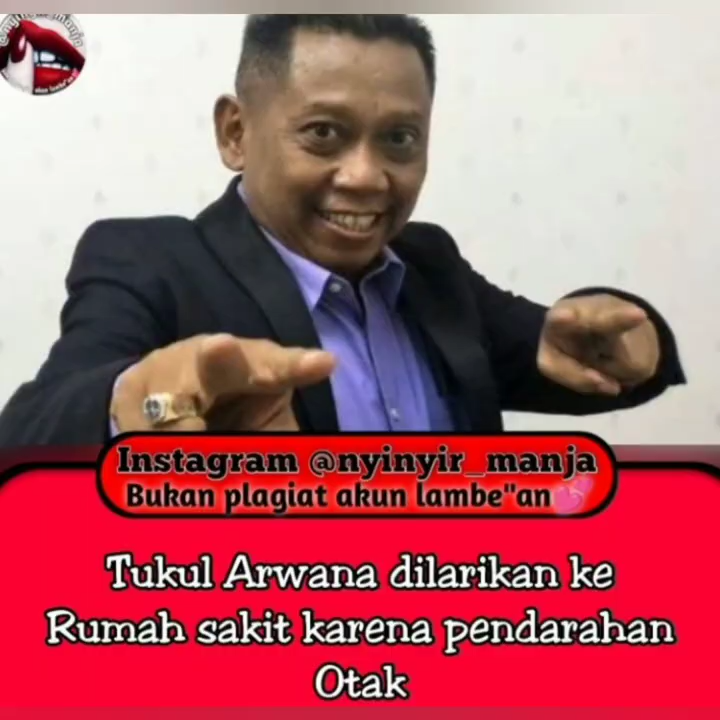 Instagram @nyinyir_manja
Bukan plagiat akun lambe"an
Tukul Arwana dilarikan ke
Rumah sakit karena pendarahan
Otak